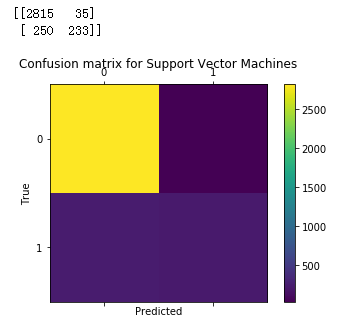 [[2815   35]
 [ 250  233]]
Confusion matrix for Support Vector Machines
0 1
0
1
True
Predicted
2500
2000
1500
1000
500